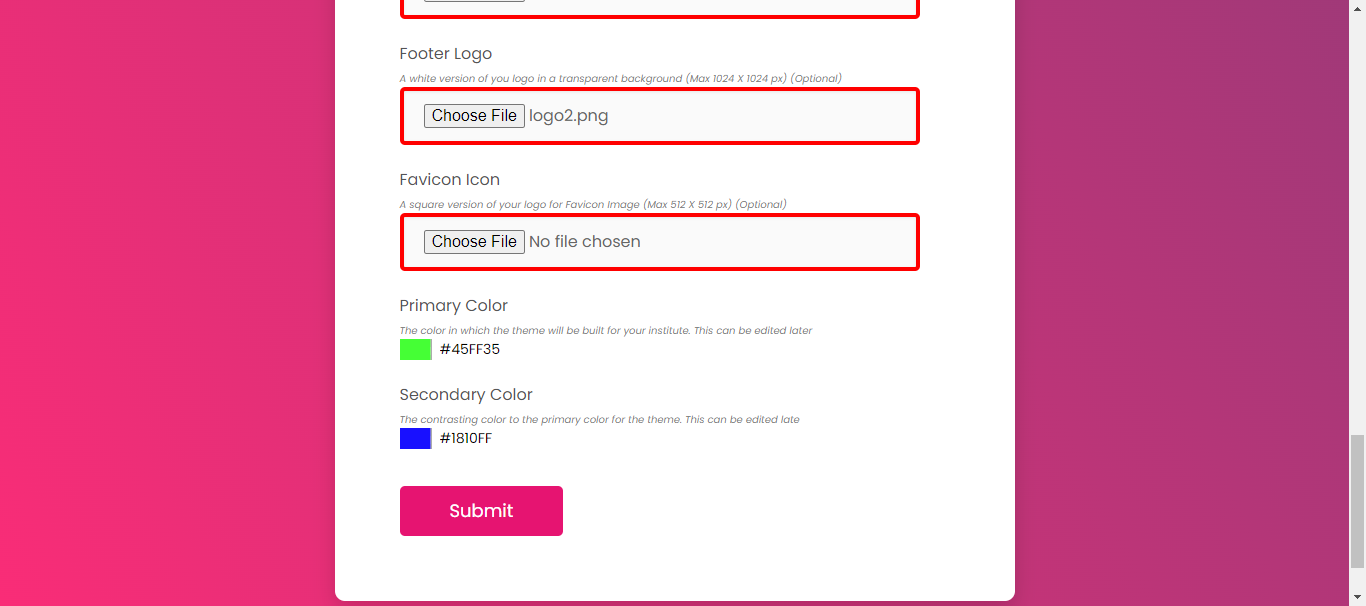 Footer Logo
A white version of you logo in a transparent background (Max 1024 X 1024 px) (Optional)
Choose File logo2.png
Favicon Icon
A square version of your logo for Favicon Image (Max 512 X 512 px) (Optional)
Choose File No file chosen
Primary Color
The color in which the theme will be built for your institute. This can be edited later
#45FF35
Secondary Color
The contrasting color to the primary color for the theme. This can be edited late
#1810FF
Submit